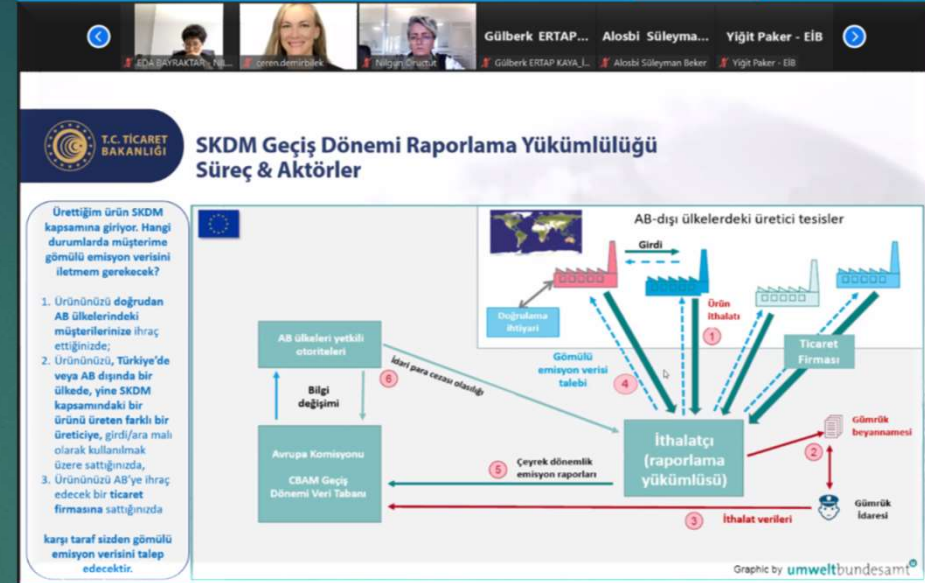 Gülberk ERTAP...
Alosbi Süleyma...
Yiğit Paker - EİB
EDA BAYRAKTAR - NİL...
ceren.demirbilek
Nilgün Oruçtut
Gülberk ERTAP KAYA_İ...
Alosbi Süleyman Beker
Yiğit Paker - EİB
T.C. TİCARET
BAKANLIĞI
SKDM Geçiş Dönemi Raporlama Yükümlülüğü
Süreç & Aktörler
Ürettiğim ürün SKDM
kapsamına giriyor. Hangi
durumlarda müşterime
gömülü emisyon verisini
iletmem gerekecek?
1. Ürününüzü doğrudan
AB ülkelerindeki
müşterilerinize ihraç
ettiğinizde;
2. Ürününüzü, Türkiye'de
veya AB dışında bir
ülkede, yine SKDM
kapsamındaki bir
ürünü üreten farklı bir
üreticiye, girdi/ara malı
olarak kullanılmak
üzere sattığınızda,
3. Ürününüzü AB'ye ihraç
edecek bir ticaret
firmasına sattığınızda
karşı taraf sizden gömülü
emisyon verisini talep
edecektir.
AB-dışı ülkelerdeki üretici tesisler
Girdi
Doğrulama
ihtiyari
Ürün
ithalatı
1
Ticaret
Firması
AB ülkeleri yetkili
otoriteleri
İdari para cezası olasılığı
6
Gömülü
emisyon verisi
talebi
4
Bilgi
değişimi
Avrupa Komisyonu
CBAM Geçiş
Dönemi Veri Tabanı
İthalatçı
(raporlama
yükümlüsü)
Gümrük
beyannamesi
2
5
Çeyrek dönemlik
emisyon raporları
3
İthalat verileri
Gümrük
İdaresi
Graphic by umweltbundesamt